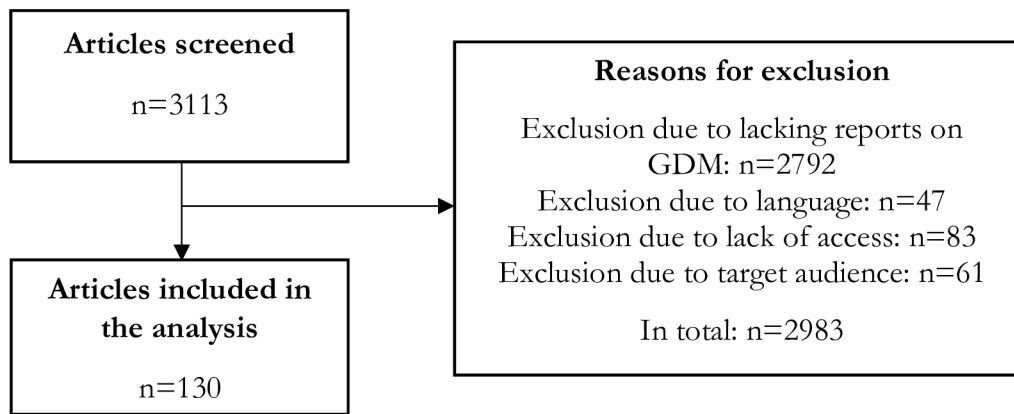 Articles screened
n=3113
Reasons for exclusion
Exclusion due to lacking reports on
GDM: n=2792
Exclusion due to language: n=47
Exclusion due to lack of access: n=83
Exclusion due to target audience: n=61
In total: n=2983
Articles included in
the analysis
n=130